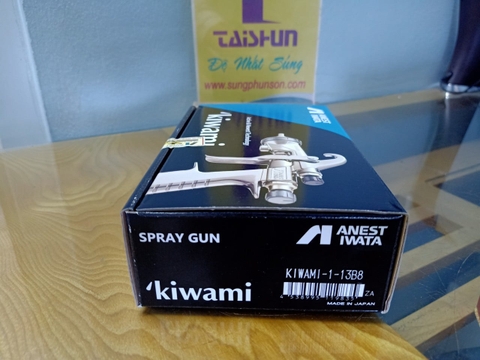 TAISHUN
Độ Nhất Súng
www.sungphunson.com
kiwami
SPRAY GUN
ANEST
IWATA
KIWAMI-1-13B8
kiwami
ZA
MADE IN JAPAN